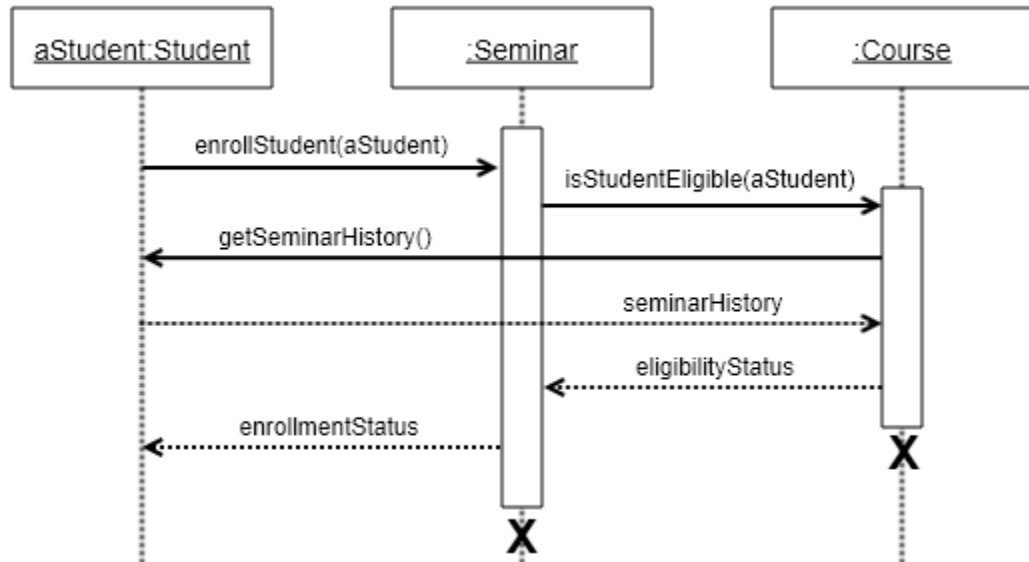 aStudent:Student
:Seminar
:Course
enrollStudent(aStudent)
isStudentEligible(aStudent)
getSeminarHistory()
seminarHistory
eligibilityStatus
enrollmentStatus
X
X